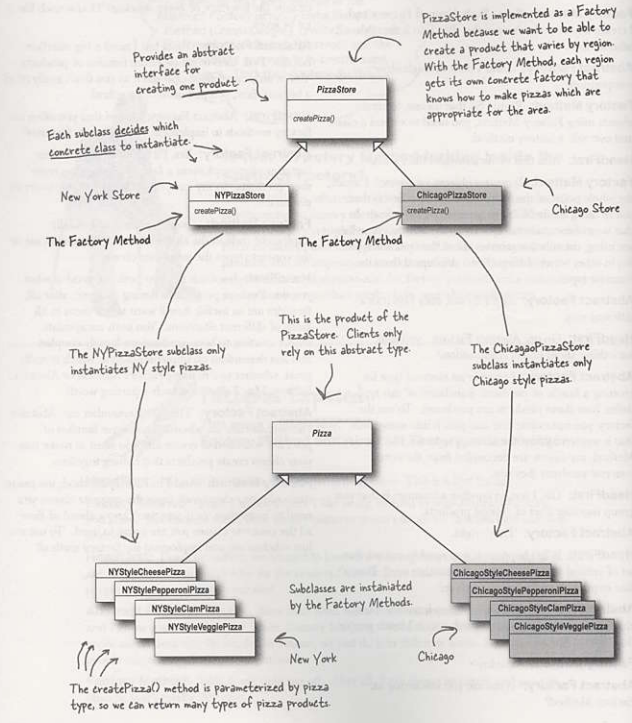 PizzaStore is implemented as a Factory
Method because we want to be able to
create a product that varies by region.
With the Factory Method, each region
gets its own concrete factory that
knows how to make pizzas which are
appropriate for the area.
Provides an abstract
interface for
creating one product.
PizzaStore
createPizza()
Each subclass decides which
concrete class to instantiate.
New York Store
NYPizzaStore
createPizza()
ChicagoPizzaStore
createPizza()
Chicago Store
The Factory Method
The Factory Method
The NYPizzaStore subclass only
instantiates NY style pizzas.
This is the product of the
PizzaStore. Clients only
rely on this abstract type.
The ChicagaoPizzaStore
subclass instantiates only
Chicago style pizzas.
Pizza
NYStyleCheesePizza
NYStylePepperoniPizza
NYStyleClamPizza
NYStyleVeggiePizza
Subclasses are instaniated
by the Factory Methods.
ChicagoStyleCheesePizza
ChicagoStylePepperoniPizza
ChicagoStyleClamPizza
ChicagoStyleVeggiePizza
New York
Chicago
The createPizza() method is parameterized by pizza
type, so we can return many types of pizza products.